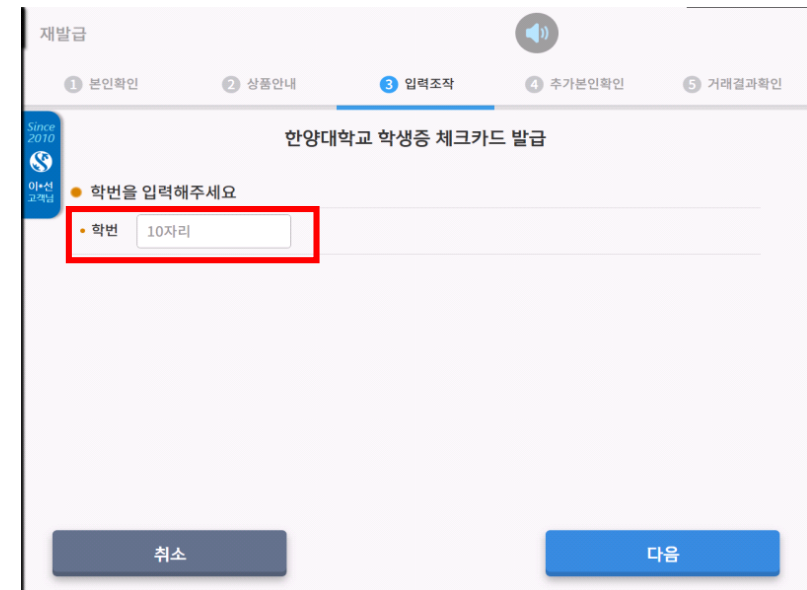 재발급
1 본인확인 2 상품안내 3 입력조작 4 추가본인확인 5 거래결과확인
Since
2010
이*선
고객님
한양대학교 학생증 체크카드 발급
학번을 입력해주세요
학번 10자리
취소 다음